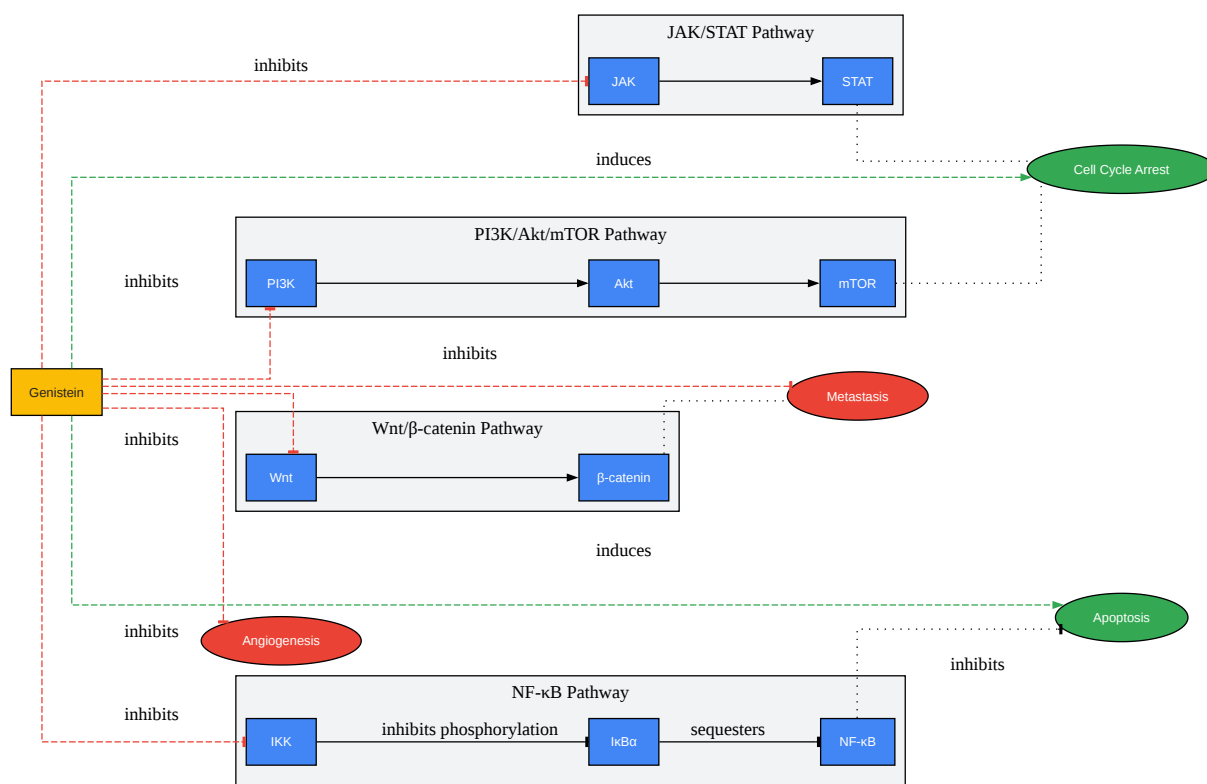 JAK/STAT Pathway
inhibits
JAK
STAT
induces
Cell Cycle Arrest
PI3K/Akt/mTOR Pathway
inhibits
PI3K
Akt
mTOR
inhibits
Genistein
Metastasis
inhibits
Wnt/β-catenin Pathway
Wnt
β-catenin
induces
Apoptosis
inhibits
Angiogenesis
inhibits
NF-κB Pathway
inhibits
inhibits phosphorylation
sequesters
IKK
IκBα
NF-κB